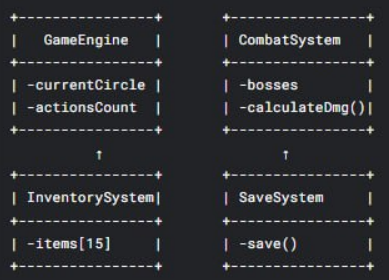 +----------------+ +-----------------+
| GameEngine | | CombatSystem |
+----------------+ +-----------------+
| -currentCircle | | -bosses |
| -actionsCount | | -calculateDmg()|
+----------------+ +-----------------+
↑ ↑
+----------------+ +-----------------+
| InventorySystem| | SaveSystem |
+----------------+ +-----------------+
| -items[15] | | -save() |
+----------------+ +-----------------+